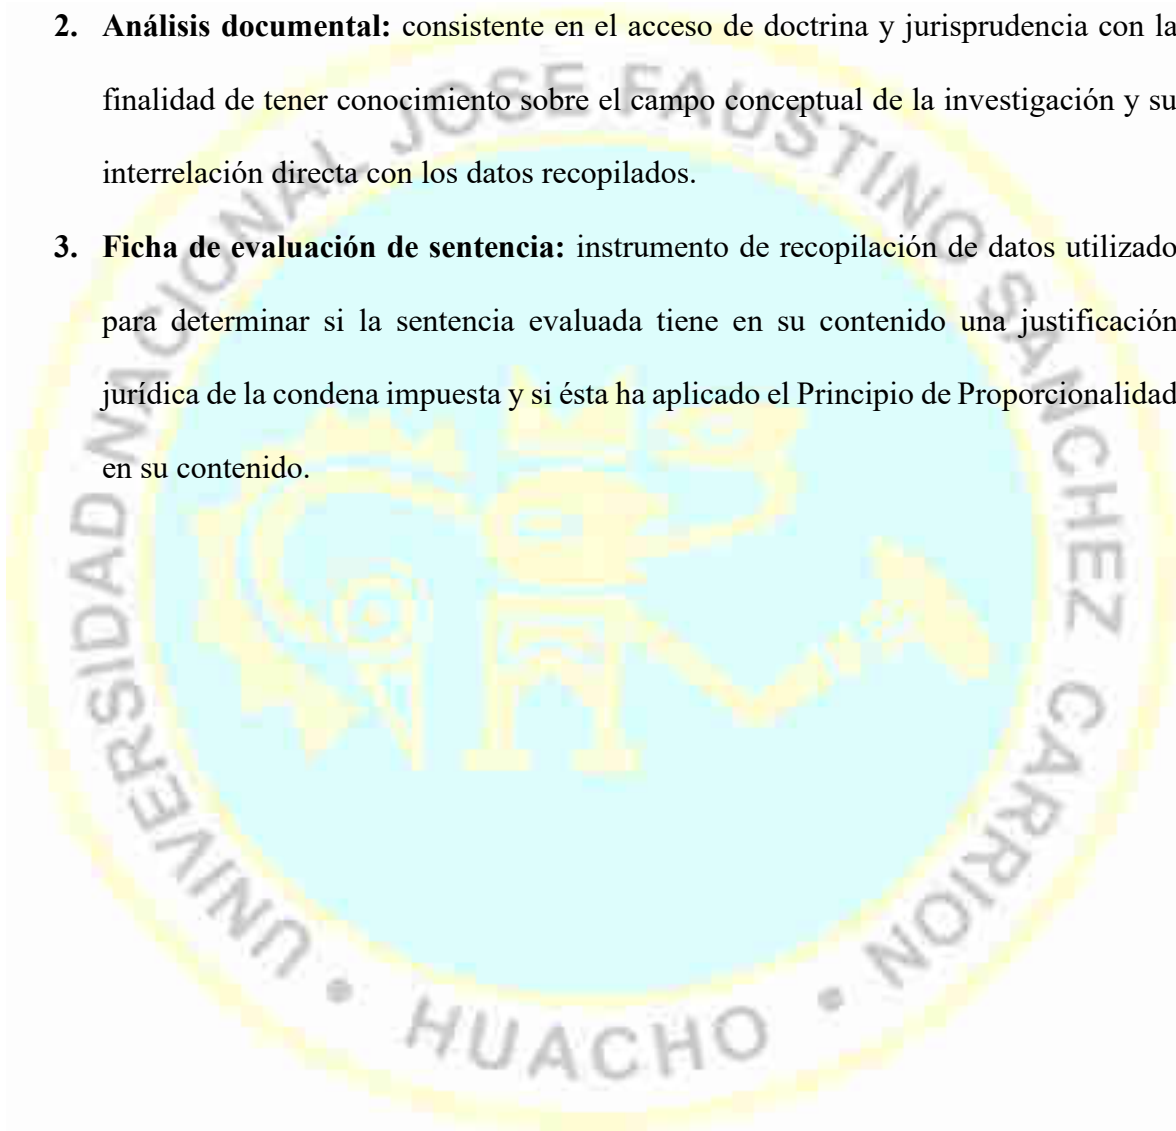 2. Análisis documental: consistente en el acceso de doctrina y jurisprudencia con la
finalidad de tener conocimiento sobre el campo conceptual de la investigación y su
interrelación directa con los datos recopilados.
3. Ficha de evaluación de sentencia: instrumento de recopilación de datos utilizado
para determinar si la sentencia evaluada tiene en su contenido una justificación
jurídica de la condena impuesta y si ésta ha aplicado el Principio de Proporcionalidad
en su contenido.
UNIVERSIDAD NACIONAL JOSE FAUSTINO SANCHEZ CARRION • HUACHO •